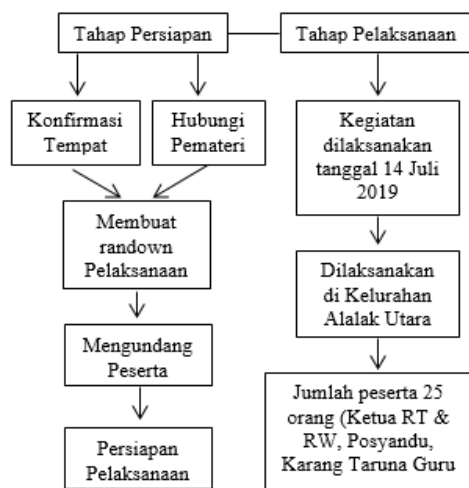 Tahap Persiapan
Tahap Pelaksanaan
Konfirmasi
Tempat
Hubungi
Pemateri
Membuat
randown
Pelaksanaan
Mengundang
Peserta
Persiapan
Pelaksanaan
Kegiatan
dilaksanakan
tanggal 14 Juli
2019
Dilaksanakan
di Kelurahan
Alalak Utara
Jumlah peserta 25
orang (Ketua RT &
RW, Posyandu,
Karang Taruna Guru